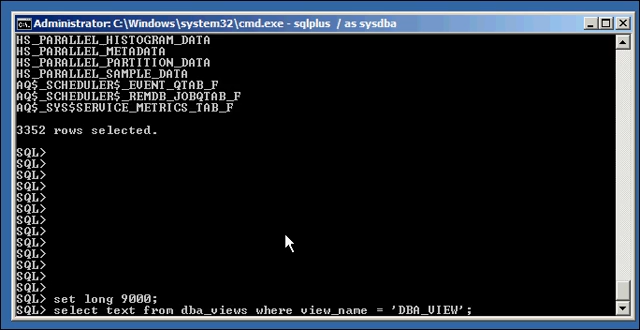 Administrator: C:\Windows\system32\cmd.exe - sqlplus / as sysdba
HS_PARALLEL_HISTOGRAM_DATA
HS_PARALLEL_METADATA
HS_PARALLEL_PARTITION_DATA
HS_PARALLEL_SAMPLE_DATA
AQ$_SCHEDULER$_EVENT_QTAB_F
AQ$_SCHEDULER$_REMDB_JOBQTAB_F
AQ$_SYS$SERVICE_METRICS_TAB_F
3352 rows selected.
SQL>
SQL>
SQL>
SQL>
SQL>
SQL>
SQL>
SQL>
SQL>
SQL>
SQL>
SQL>
SQL>
SQL> set long 9000;
SQL> select text from dba_views where view_name = 'DBA_VIEW';